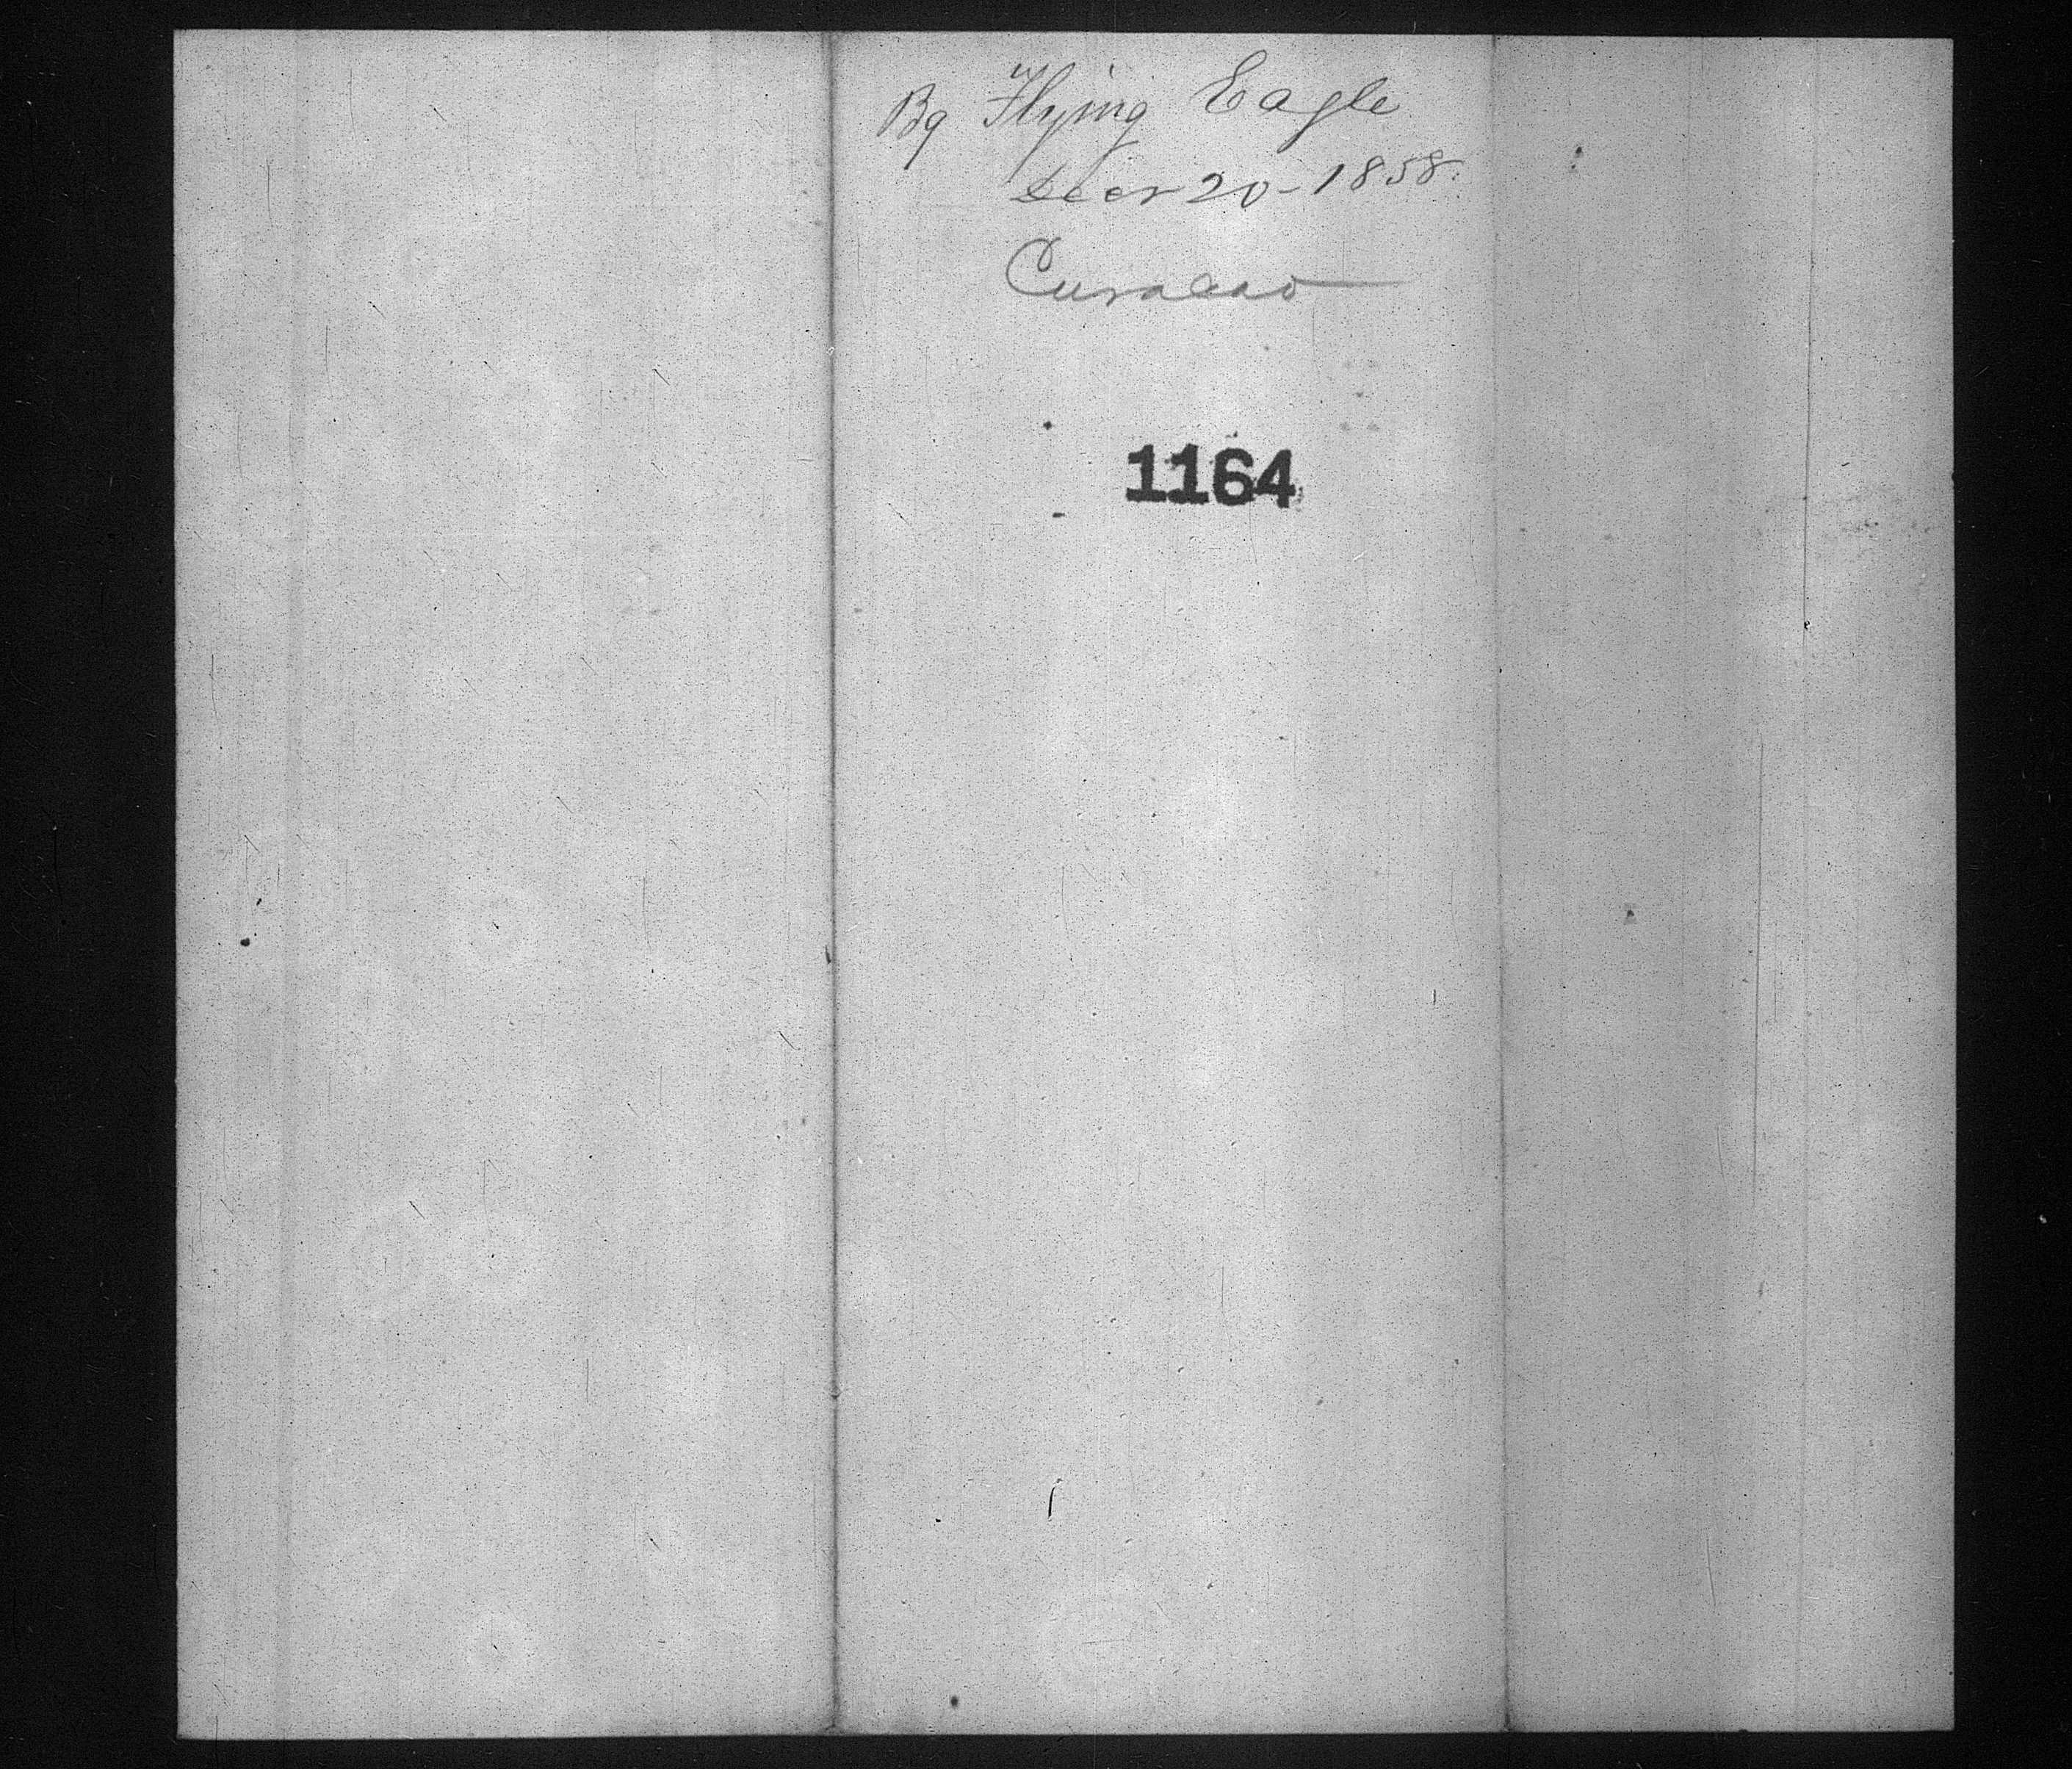 Bg Flying Eagle
Decr 20-1858.
Curacao
1164